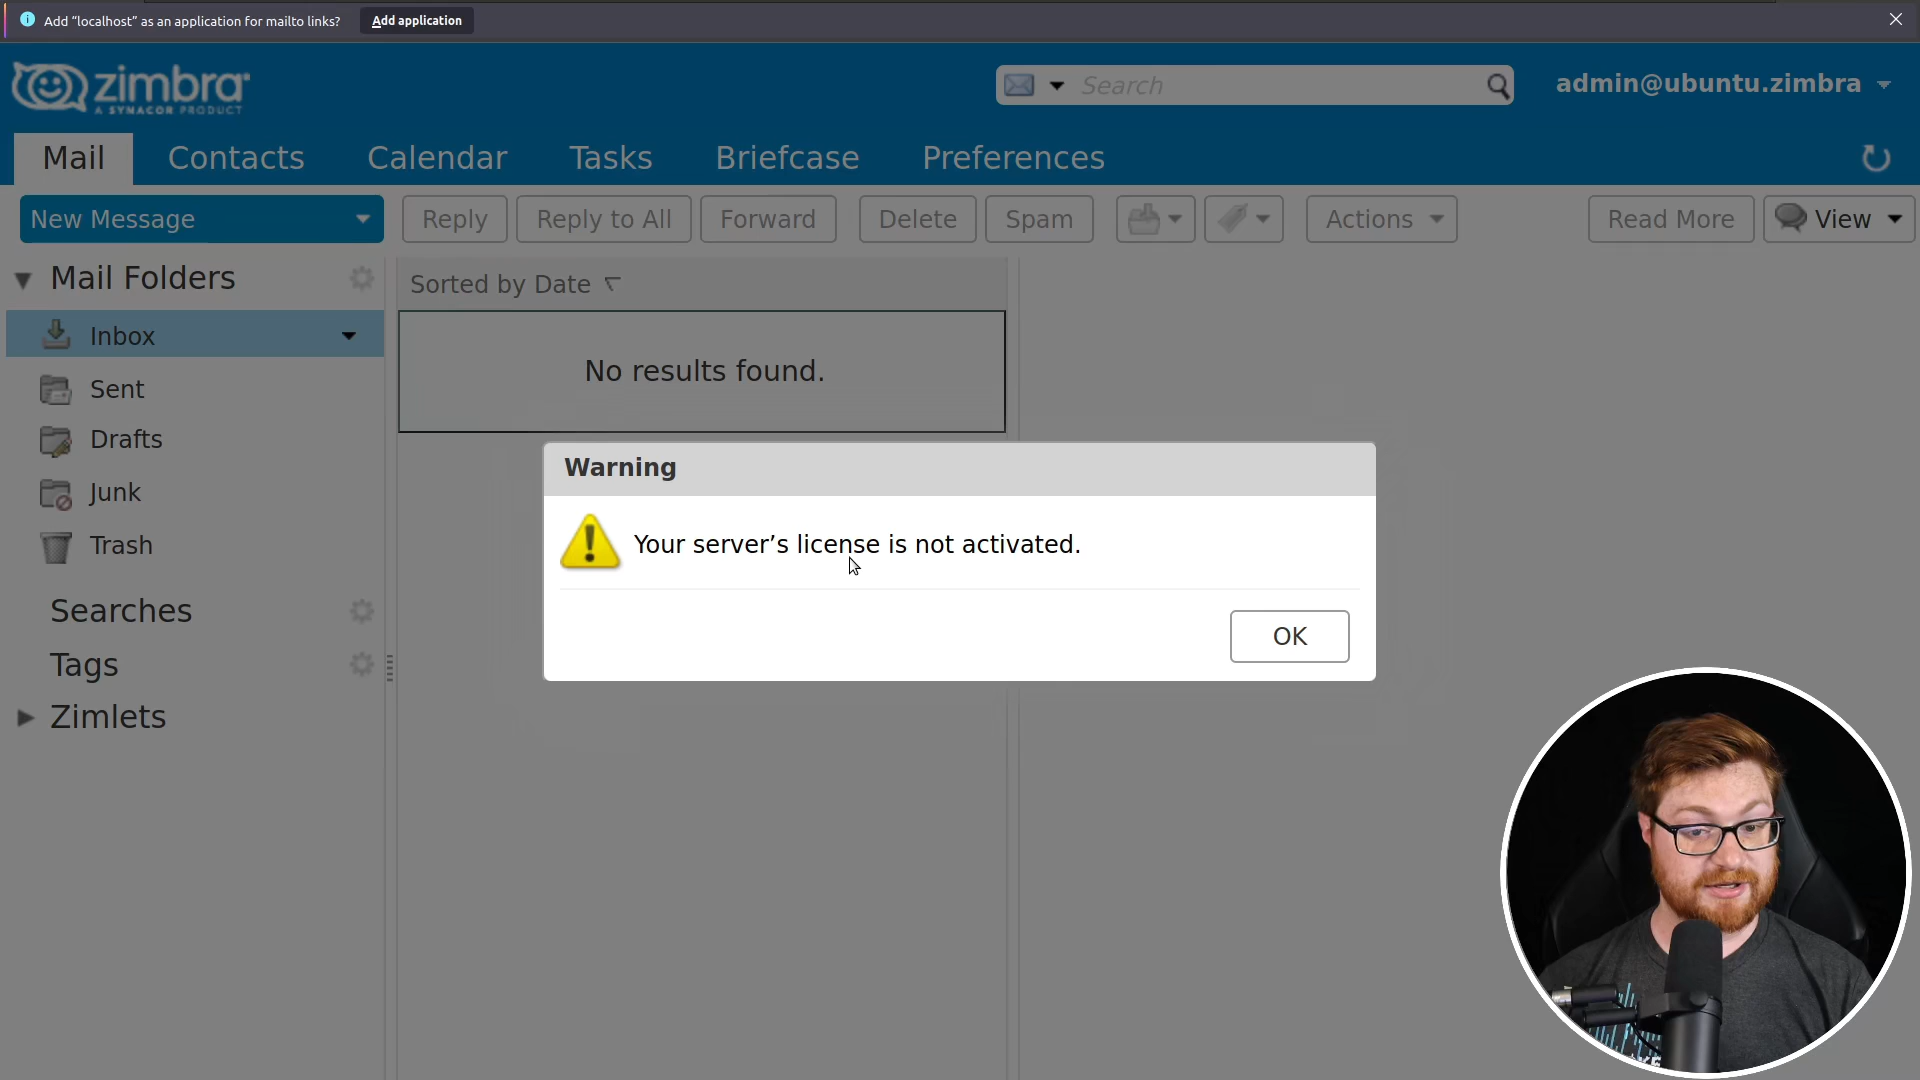 Add “localhost” as an application for mailto links? Add application
zimbra
A SYNACOR PRODUCT
Search
admin@ubuntu.zimbra
Mail Contacts Calendar Tasks Briefcase Preferences
New Message Reply Reply to All Forward Delete Spam Actions Read More View
Mail Folders
Sorted by Date
Inbox
No results found.
Sent
Drafts
Junk
Trash
Searches
Tags
Zimlets
Warning
Your server’s license is not activated.
OK